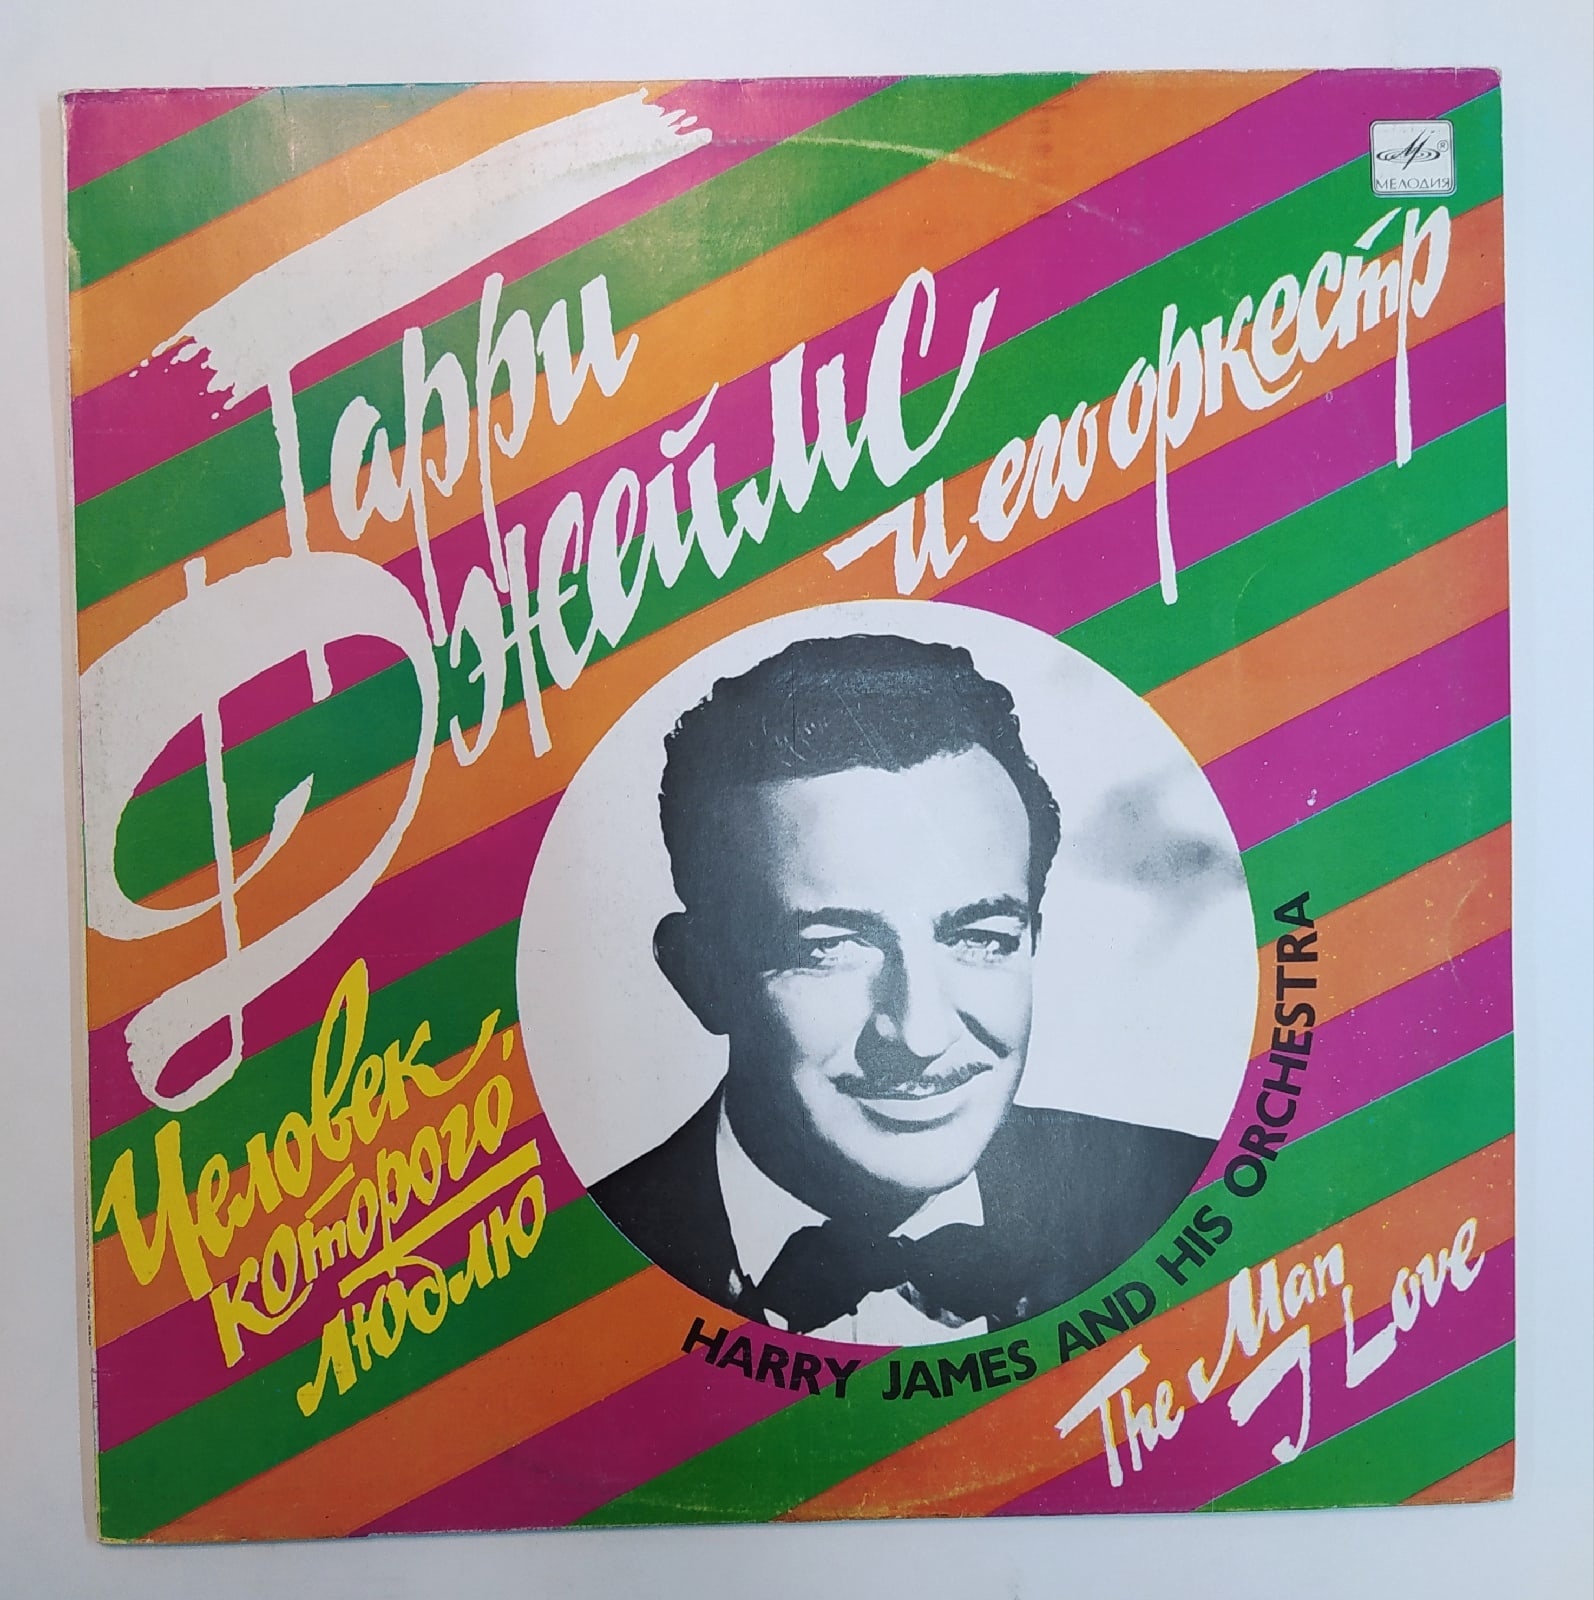 МЕЛОДИЯ
Гарри
Джеймс
и его оркестр
Человек,
которого
люблю
HARRY JAMES AND HIS ORCHESTRA
The Man
I Love